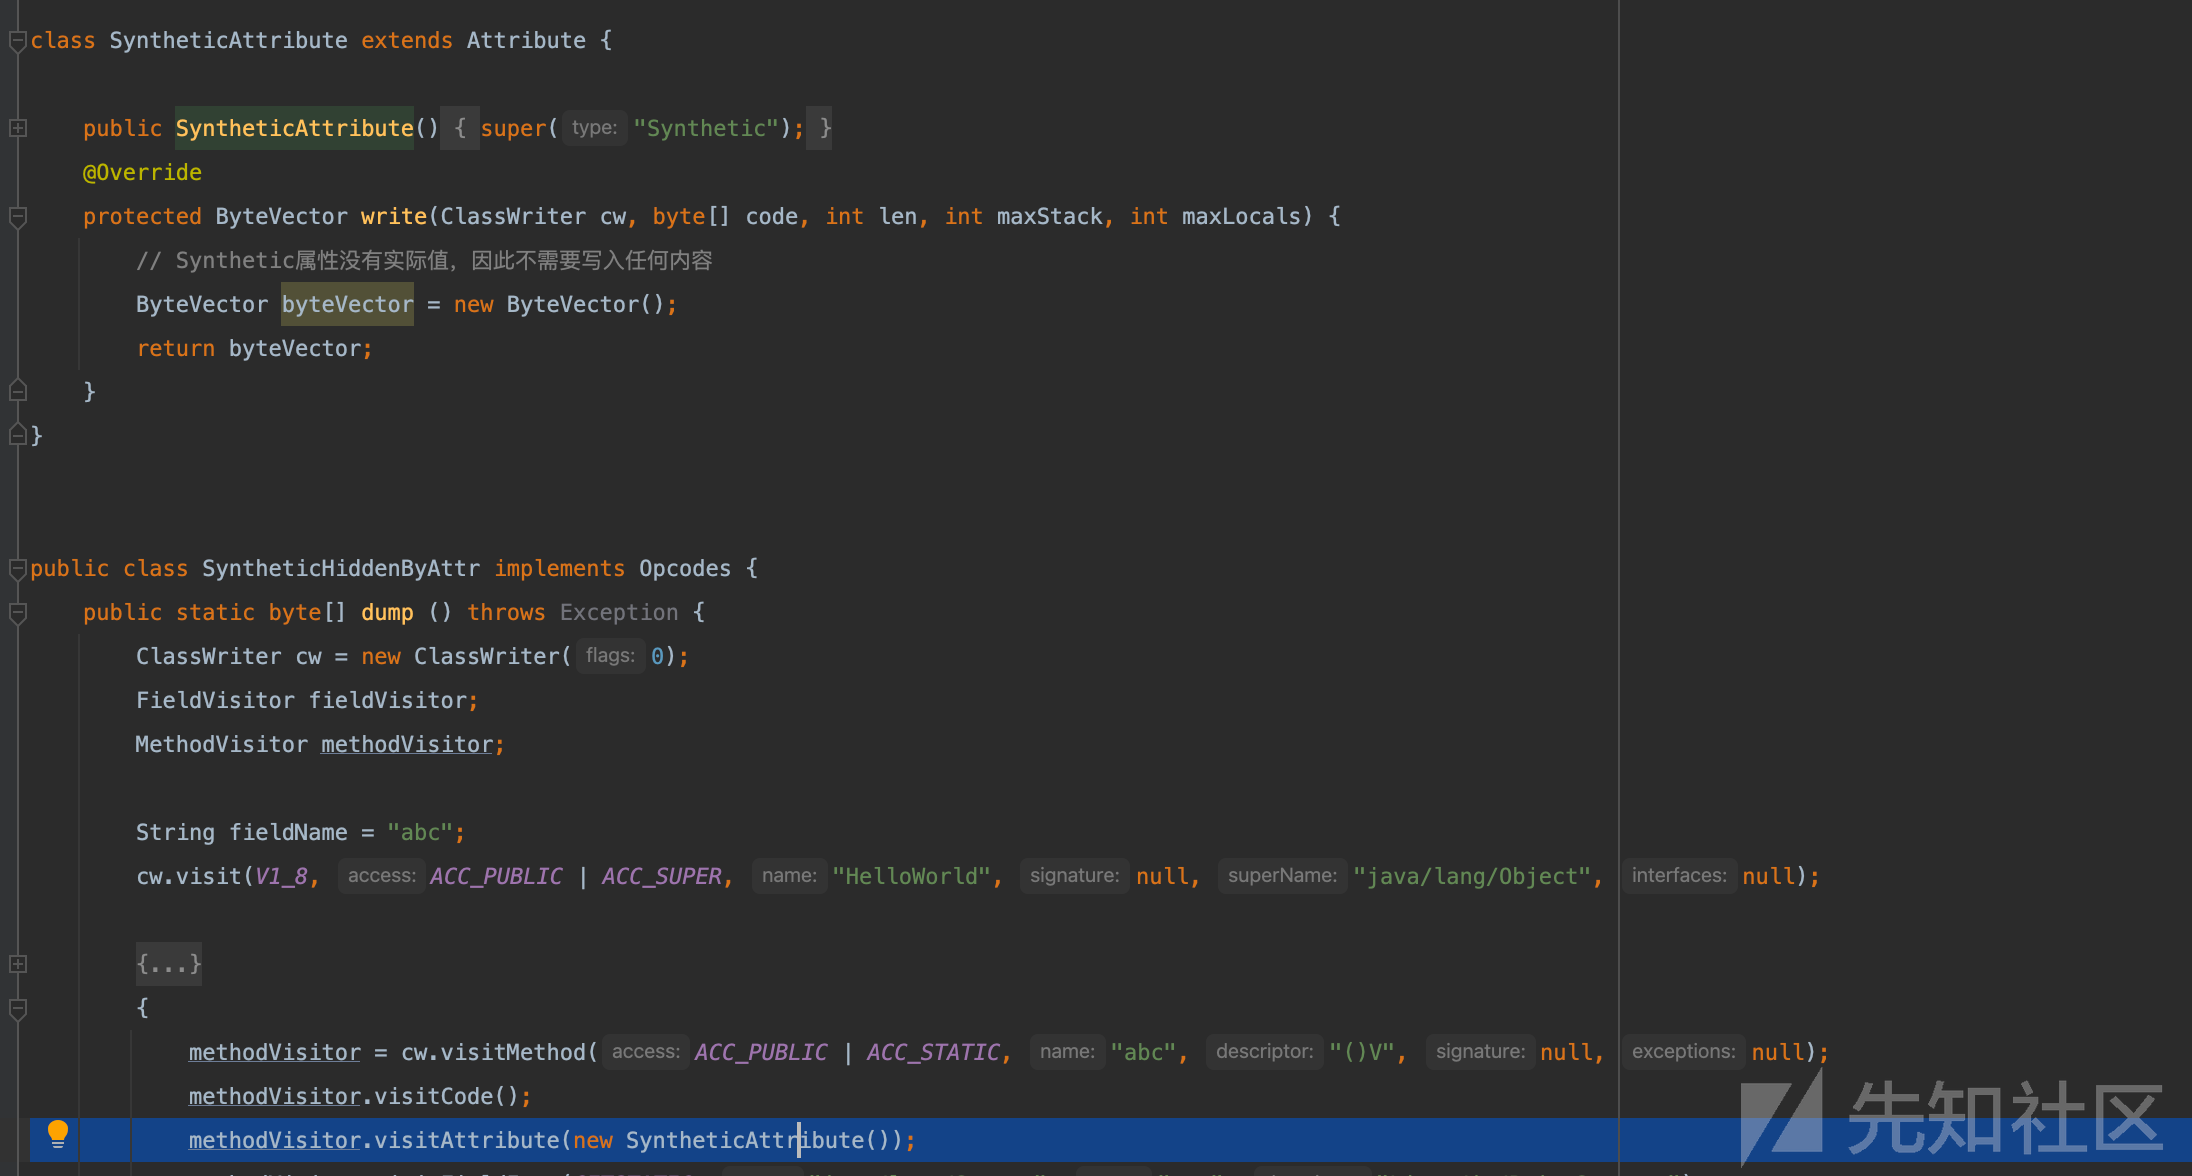 class SyntheticAttribute extends Attribute {
public SyntheticAttribute() { super( type: "Synthetic"); }
@Override
protected ByteVector write(ClassWriter cw, byte[] code, int len, int maxStack, int maxLocals) {
// Synthetic属性没有实际值，因此不需要写入任何内容
ByteVector byteVector = new ByteVector();
return byteVector;
}
}
public class SyntheticHiddenByAttr implements Opcodes {
public static byte[] dump () throws Exception {
ClassWriter cw = new ClassWriter( flags: 0);
FieldVisitor fieldVisitor;
MethodVisitor methodVisitor;
String fieldName = "abc";
cw.visit(V1_8, access: ACC_PUBLIC | ACC_SUPER, name: "HelloWorld", signature: null, superName: "java/lang/Object", interfaces: null);
{...}
{
methodVisitor = cw.visitMethod( access: ACC_PUBLIC | ACC_STATIC, name: "abc", descriptor: "()V", signature: null, exceptions: null);
methodVisitor.visitCode();
methodVisitor.visitAttribute(new SyntheticAttribute());
先知社区